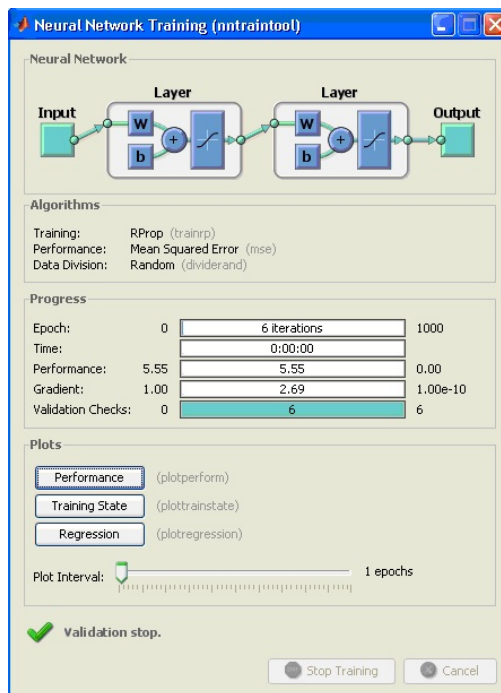 Neural Network Training (nntraintool)
Neural Network
Layer Layer
Input Output
W W
b b
+ +
Algorithms
Training: RProp (trainrp)
Performance: Mean Squared Error (mse)
Data Division: Random (dividerand)
Progress
Epoch: 0 6 iterations 1000
Time: 0:00:00
Performance: 5.55 5.55 0.00
Gradient: 1.00 2.69 1.00e-10
Validation Checks: 0 6 6
Plots
Performance (plotperform)
Training State (plottrainstate)
Regression (plotregression)
Plot Interval: 1 epochs
Validation stop.
Stop Training Cancel